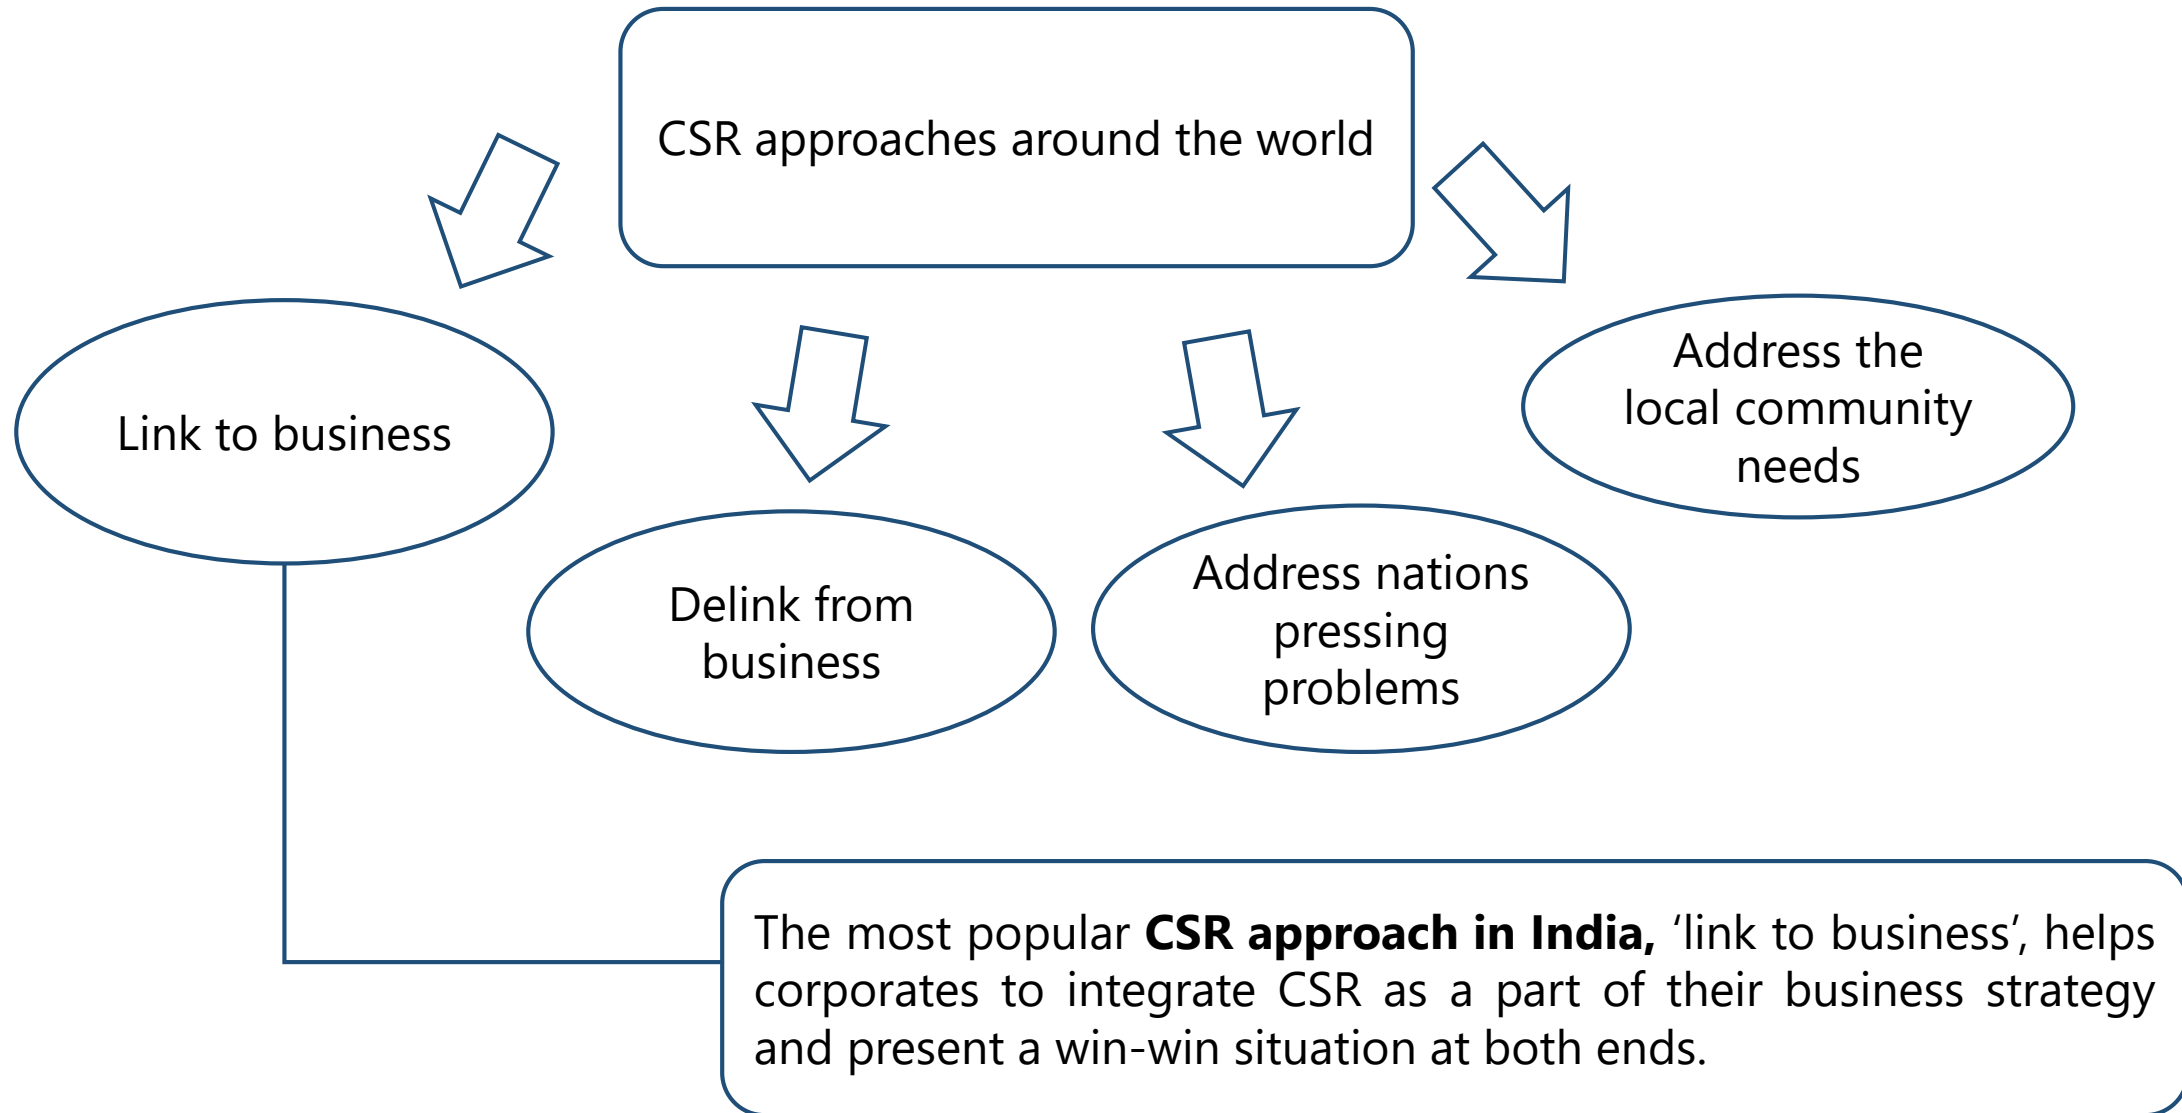 CSR approaches around the world
Link to business
Delink from
business
Address nations
pressing
problems
Address the
local community
needs
The most popular CSR approach in India, ‘link to business’, helps
corporates to integrate CSR as a part of their business strategy
and present a win-win situation at both ends.